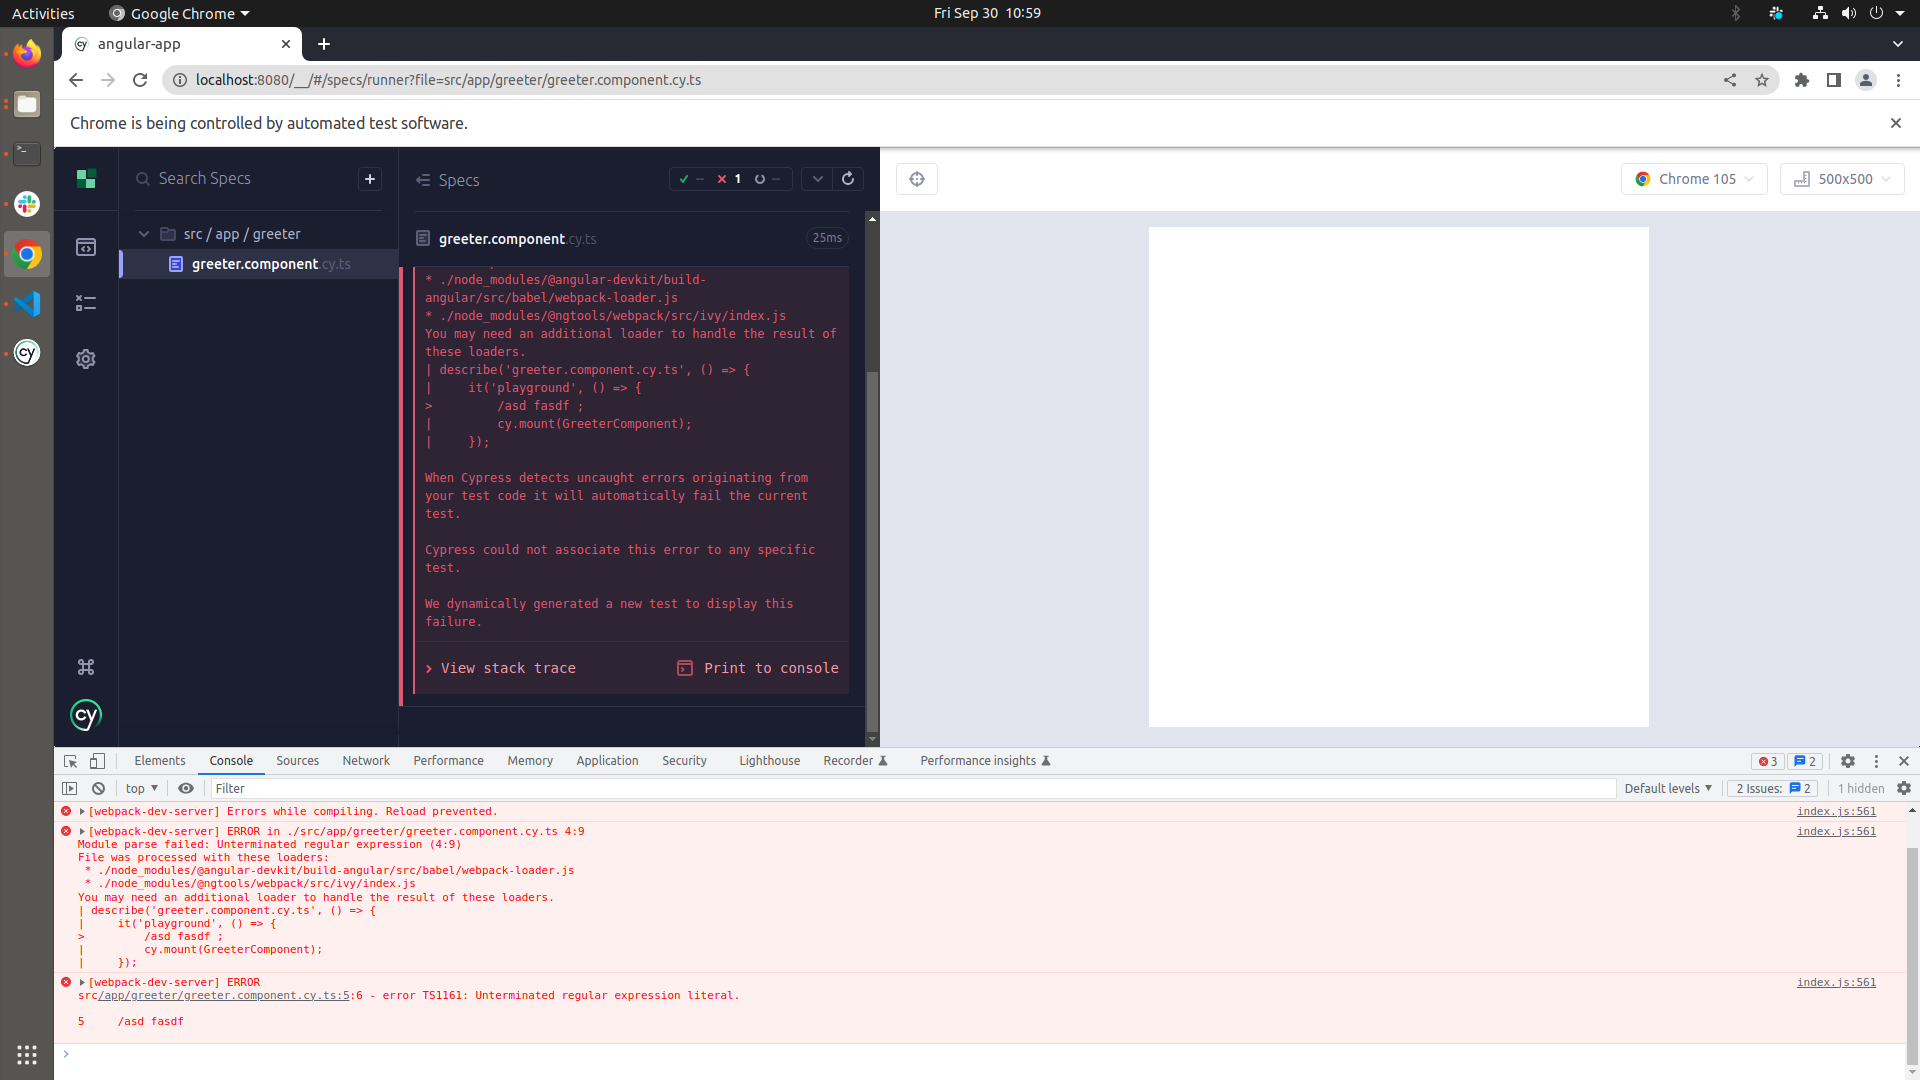 Activities
Google Chrome
Fri Sep 30 10:59
angular-app
localhost:8080/__/#/specs/runner?file=src/app/greeter/greeter.component.cy.ts
Chrome is being controlled by automated test software.
Search Specs
Specs
-- 1 --
src / app / greeter
greeter.component.cy.ts
greeter.component.cy.ts
25ms
* ./node_modules/@angular-devkit/build-
angular/src/babel/webpack-loader.js
* ./node_modules/@ngtools/webpack/src/ivy/index.js
You may need an additional loader to handle the result of
these loaders.
| describe('greeter.component.cy.ts', () => {
|     it('playground', () => {
>         /asd fasdf ;
|         cy.mount(GreeterComponent);
|     });
When Cypress detects uncaught errors originating from
your test code it will automatically fail the current
test.
Cypress could not associate this error to any specific
test.
We dynamically generated a new test to display this
failure.
View stack trace
Print to console
cy
Chrome 105
500x500
Elements Console Sources Network Performance Memory Application Security Lighthouse Recorder Performance insights
3 2
top
Filter
Default levels
2 Issues: 2
1 hidden
[webpack-dev-server] Errors while compiling. Reload prevented.
index.js:561
[webpack-dev-server] ERROR in ./src/app/greeter/greeter.component.cy.ts 4:9
index.js:561
Module parse failed: Unterminated regular expression (4:9)
File was processed with these loaders:
 * ./node_modules/@angular-devkit/build-angular/src/babel/webpack-loader.js
 * ./node_modules/@ngtools/webpack/src/ivy/index.js
You may need an additional loader to handle the result of these loaders.
| describe('greeter.component.cy.ts', () => {
|     it('playground', () => {
>         /asd fasdf ;
|         cy.mount(GreeterComponent);
|     });
[webpack-dev-server] ERROR
index.js:561
src/app/greeter/greeter.component.cy.ts:5:6 - error TS1161: Unterminated regular expression literal.
5     /asd fasdf